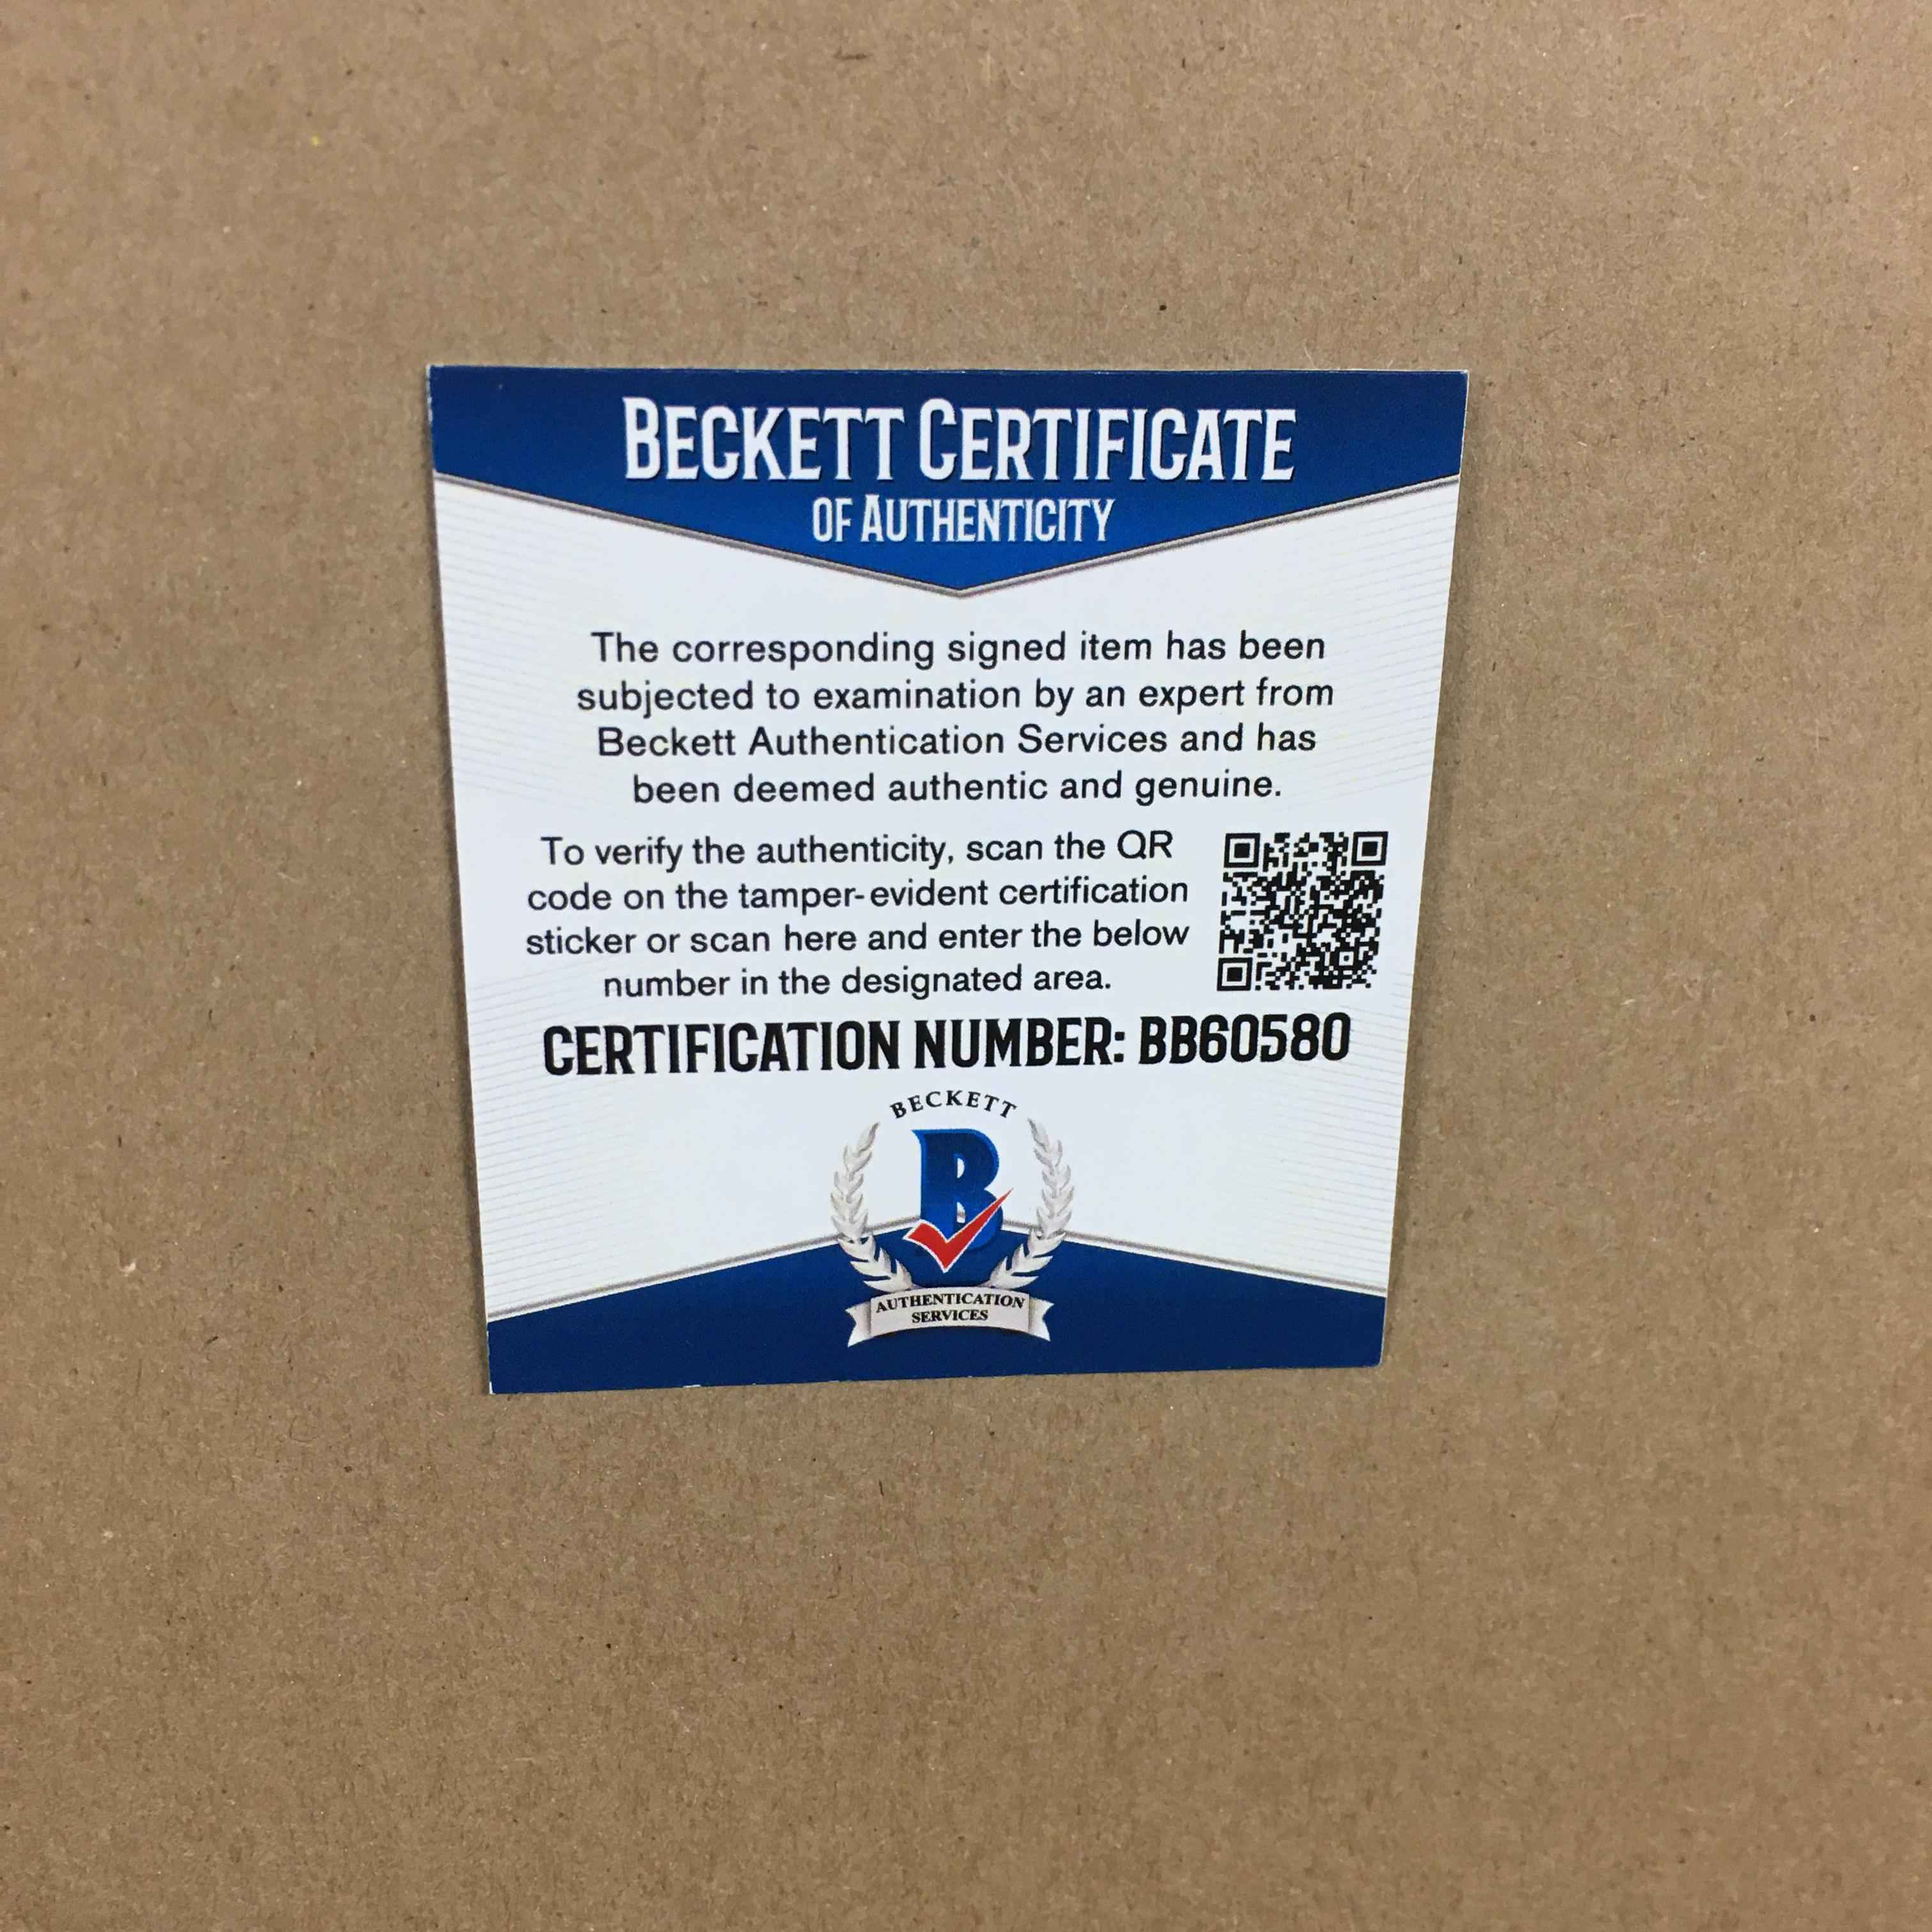 BECKETT CERTIFICATE
OF AUTHENTICITY
The corresponding signed item has been
subjected to examination by an expert from
Beckett Authentication Services and has
been deemed authentic and genuine.
To verify the authenticity, scan the QR
code on the tamper-evident certification
sticker or scan here and enter the below
number in the designated area.
CERTIFICATION NUMBER: BB60580
BECKETT
B
AUTHENTICATION
SERVICES